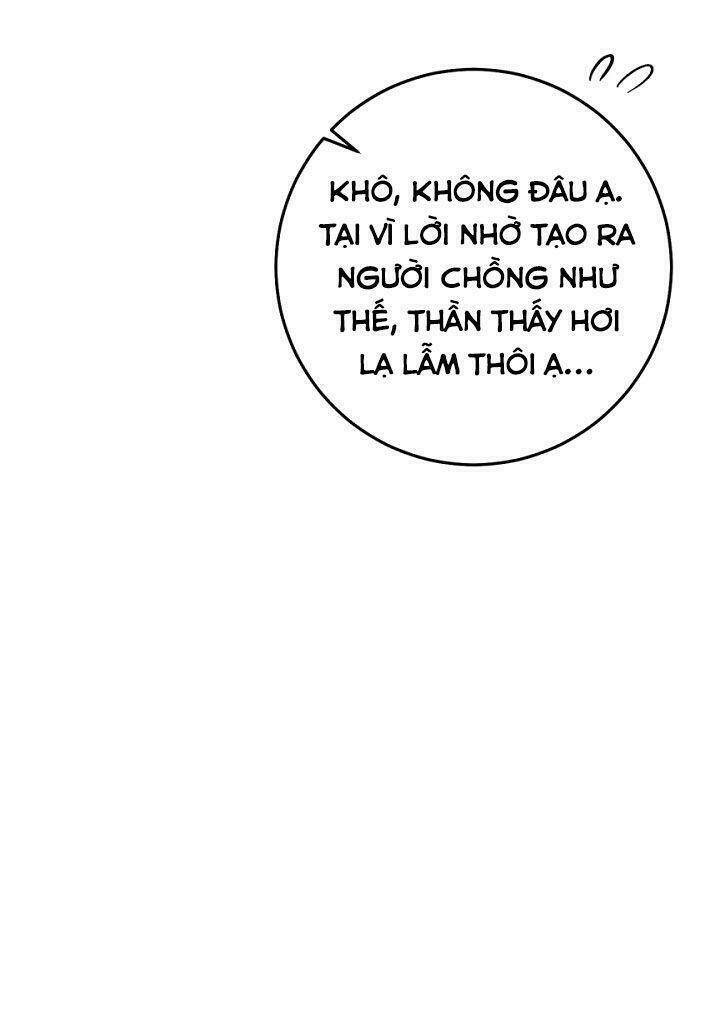 KHÔ, KHÔNG ĐÂU Ạ.
TẠI VÌ LỜI NHỜ TẠO RA
NGƯỜI CHỒNG NHƯ
THẾ, THẦN THẤY HƠI
LẠ LẪM THÔI Ạ...